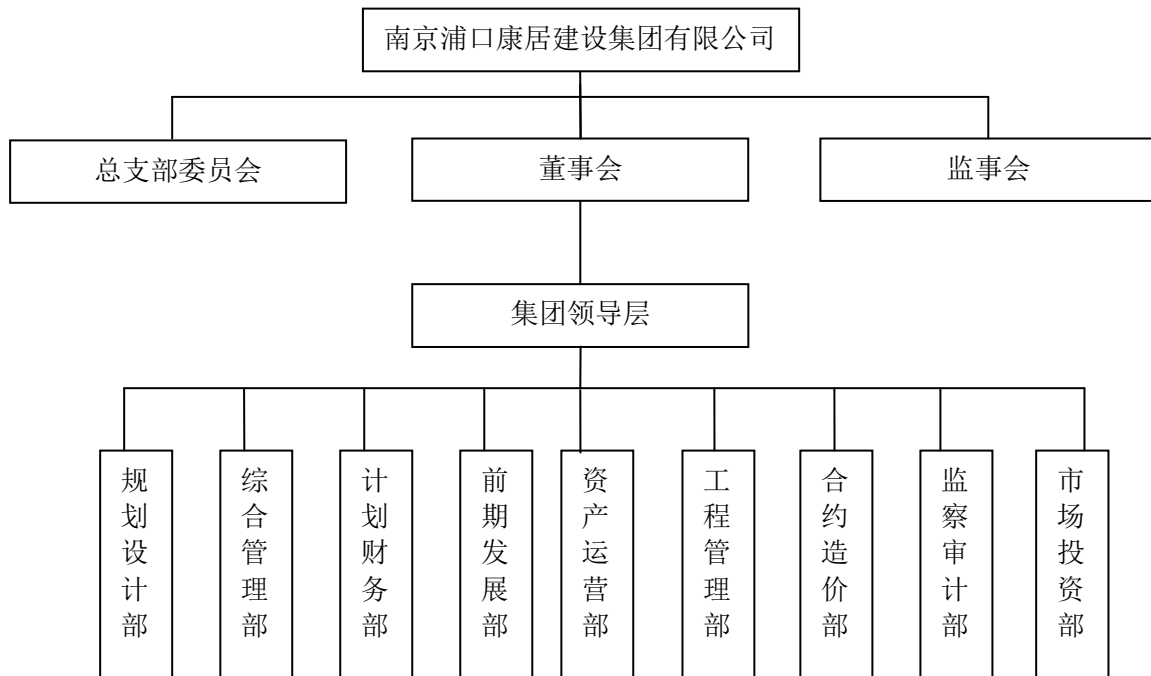 南京浦口康居建设集团有限公司
总支部委员会
董事会
监事会
集团领导层
规划设计部
综合管理部
计划财务部
前期发展部
资产运营部
工程管理部
合约造价部
监察审计部
市场投资部